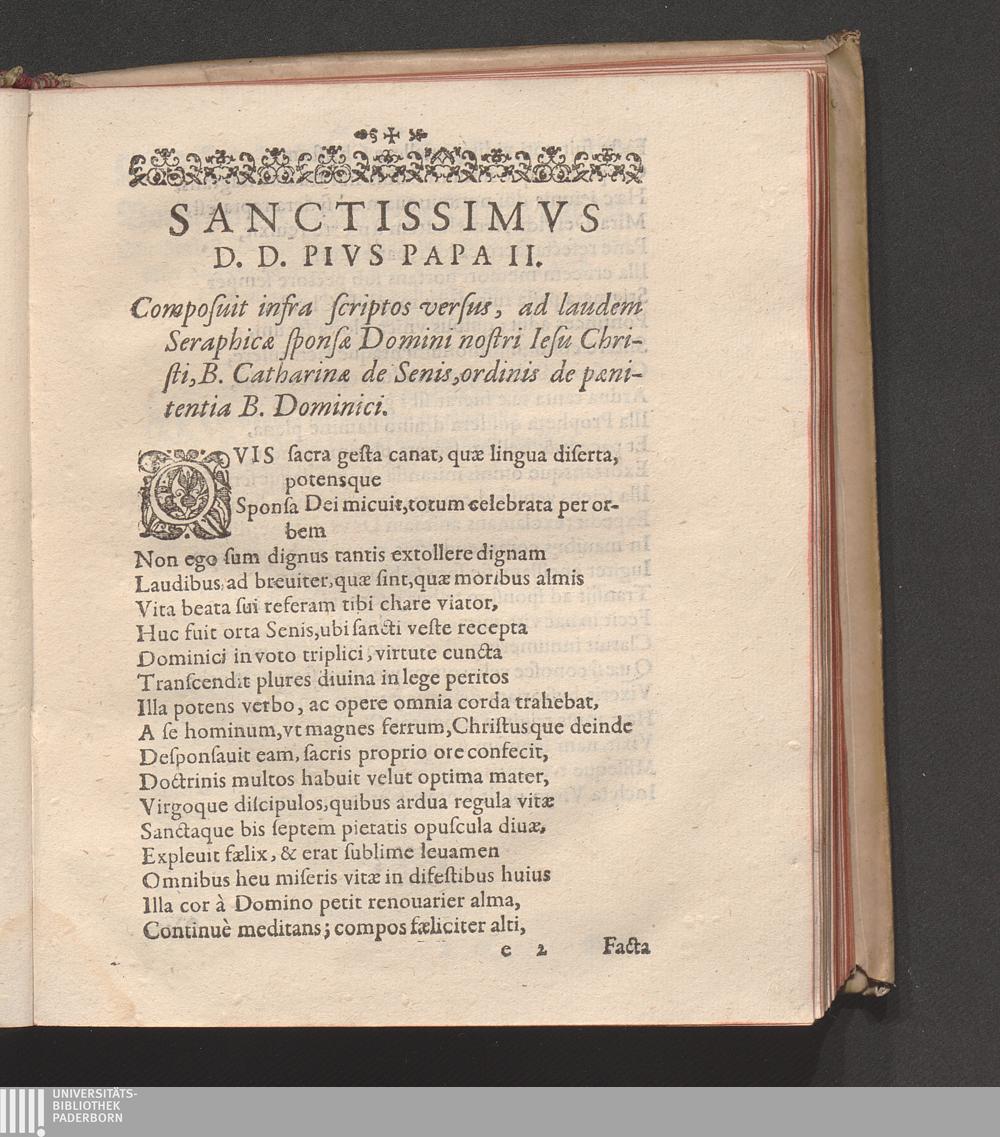 SANCTISSIMVS
D. D. PIVS PAPA II.
Compoſuit infra ſcriptos verſus, ad laudem
Seraphicæ ſponſæ Domini noſtri Ieſu Chri-
ſti, B. Catharinæ de Senis, ordinis de pæni-
tentia B. Dominici.
QVIS ſacra geſta canat, quæ lingua diſerta,
potensque
Sponſa Dei micuit, totum celebrata per or-
bem
Non ego ſum dignus tantis extollere dignam
Laudibus, ad breuiter, quæ ſint, quæ moribus almis
Vita beata ſui referam tibi chare viator,
Huc fuit orta Senis, ubi ſancti veſte recepta
Dominici in voto triplici, virtute cuncta
Tranſcendit plures diuina in lege peritos
Illa potens verbo, ac opere omnia corda trahebat,
A ſe hominum, vt magnes ferrum, Chriſtusque deinde
Deſponſauit eam, ſacris proprio ore confecit,
Doctrinis multos habuit velut optima mater,
Virgoque diſcipulos, quibus ardua regula vitæ
Sanctaque bis ſeptem pietatis opuſcula diuæ,
Expleuit fælix, & erat ſublime leuamen
Omnibus heu miſeris vitæ in difeſtibus huius
Illa cor à Domino petit renouarier alma,
Continuè meditans; compos fæliciter alti,
e 2 Facta
UNIVERSITÄTS-
BIBLIOTHEK
PADERBORN